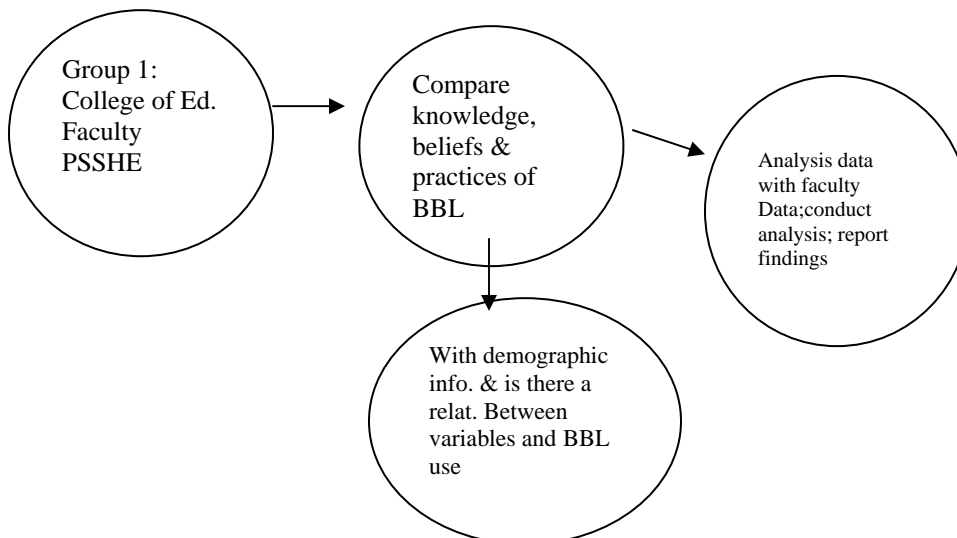 Group 1:
College of Ed.
Faculty
PSSHE
Compare
knowledge,
beliefs &
practices of
BBL
Analysis data
with faculty
Data;conduct
analysis; report
findings
With demographic
info. & is there a
relat. Between
variables and BBL
use